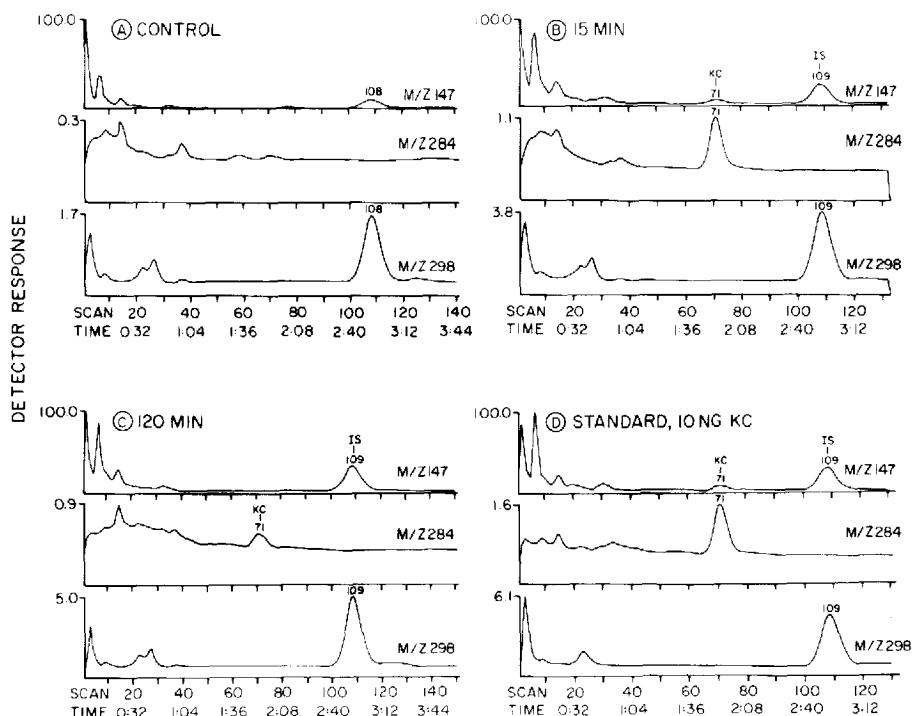 DETECTOR RESPONSE
100.0 Ⓐ CONTROL
108
M/Z 147
0.3
M/Z 284
1.7
108
M/Z 298
SCAN 20 40 60 80 100 120 140
TIME 0:32 1:04 1:36 2:08 2:40 3:12 3:44
100.0 Ⓑ 15 MIN
KC
71
IS
109
M/Z 147
1.1
71
M/Z 284
3.8
109
M/Z 298
20 40 60 80 100 120
0:32 1:04 1:36 2:08 2:40 3:12
100.0 Ⓒ 120 MIN
IS
109
M/Z 147
0.9
KC
71
M/Z 284
5.0
109
M/Z 298
SCAN 20 40 60 80 100 120 140
TIME 0:32 1:04 1:36 2:08 2:40 3:12 3:44
100.0 Ⓓ STANDARD, 10 NG KC
KC
71
IS
109
M/Z 147
1.6
71
M/Z 284
6.1
109
M/Z 298
SCAN 20 40 60 80 100 120
TIME 0:32 1:04 1:36 2:08 2:40 3:12